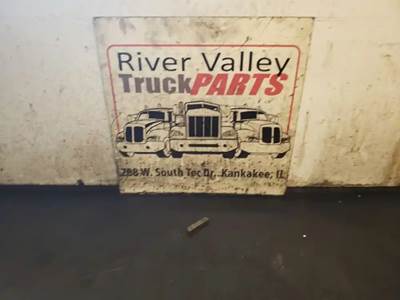 River Valley
TruckPARTS
288 W. South Tec Dr., Kankakee, IL